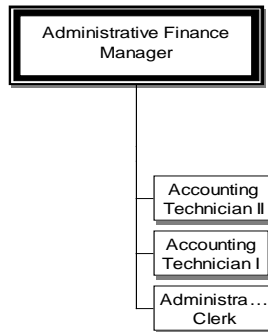 Administrative Finance
Manager
Accounting
Technician II
Accounting
Technician I
Administra...
Clerk